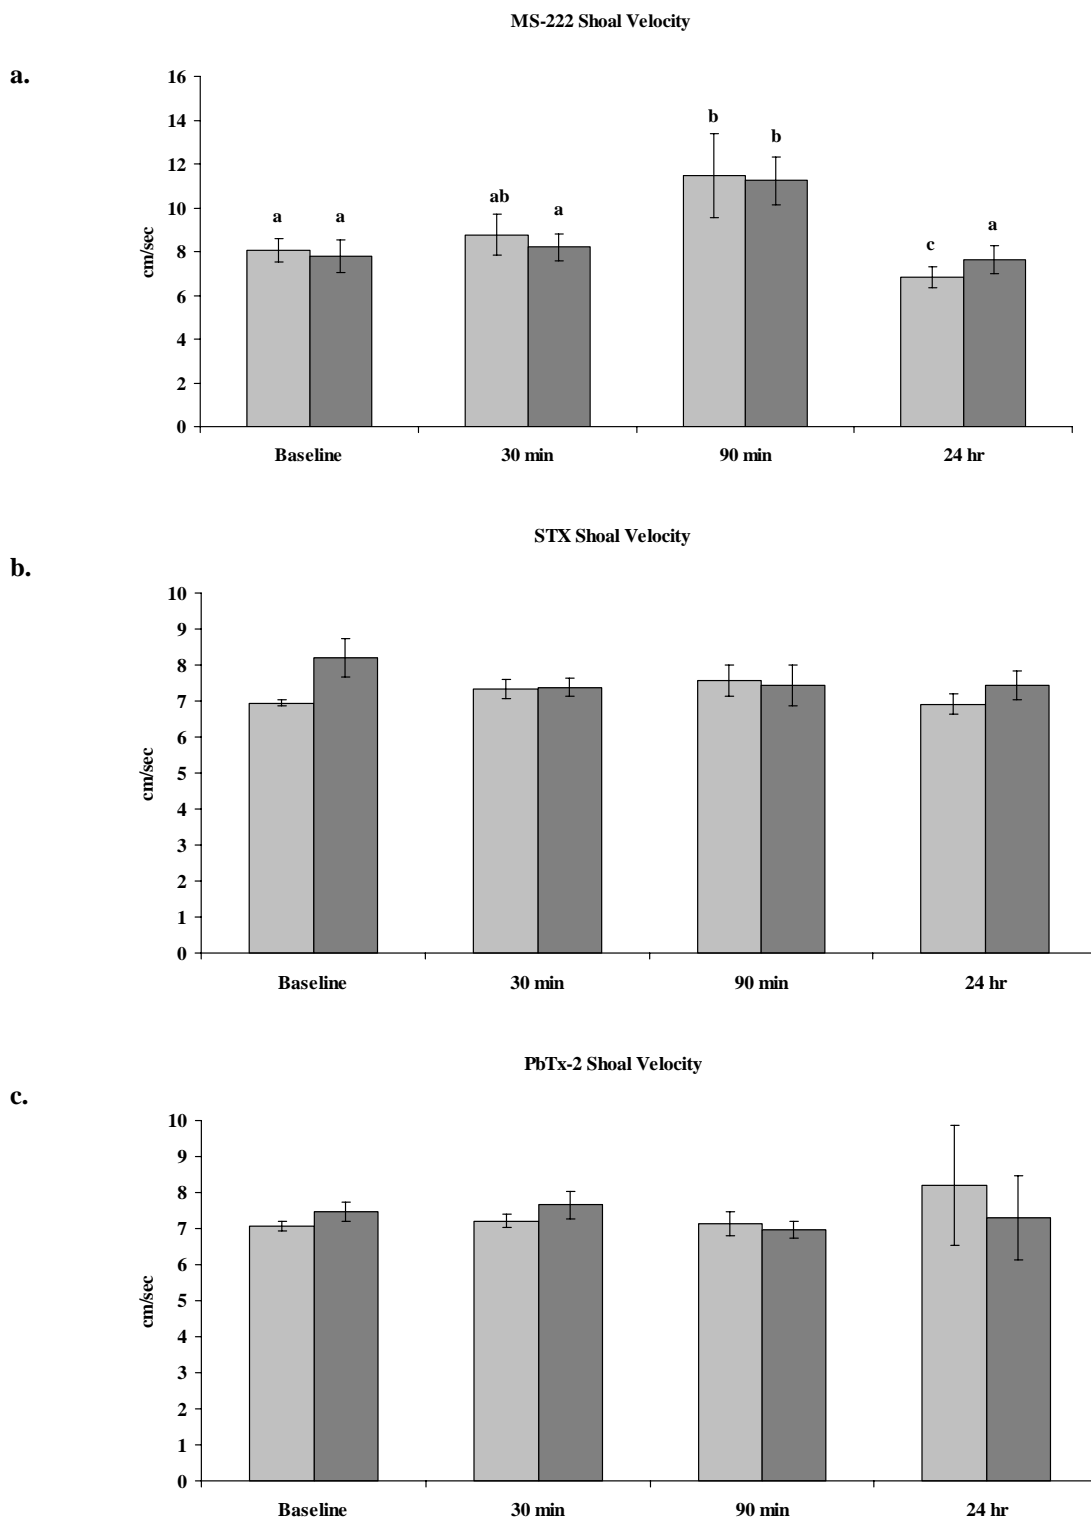 MS-222 Shoal Velocity
a.
16
14
12
10
8
6
4
2
0
cm/sec
a a ab a b b c a
Baseline 30 min 90 min 24 hr
STX Shoal Velocity
b.
10
9
8
7
6
5
4
3
2
1
0
cm/sec
Baseline 30 min 90 min 24 hr
PbTx-2 Shoal Velocity
c.
10
9
8
7
6
5
4
3
2
1
0
cm/sec
Baseline 30 min 90 min 24 hr